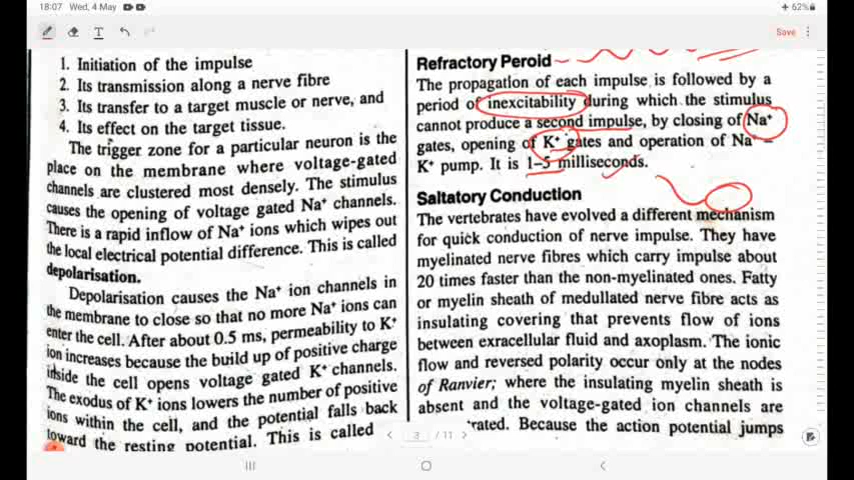 18:07 Wed, 4 May
62%
T
Save
1. Initiation of the impulse
2. Its transmission along a nerve fibre
3. Its transfer to a target muscle or nerve, and
4. Its effect on the target tissue.
The trigger zone for a particular neuron is the
place on the membrane where voltage-gated
channels are clustered most densely. The stimulus
causes the opening of voltage gated Na⁺ channels.
There is a rapid inflow of Na⁺ ions which wipes out
the local electrical potential difference. This is called
depolarisation.
Depolarisation causes the Na⁺ ion channels in
the membrane to close so that no more Na⁺ ions can
enter the cell. After about 0.5 ms, permeability to K⁺
ion increases because the build up of positive charge
inside the cell opens voltage gated K⁺ channels.
The exodus of K⁺ ions lowers the number of positive
ions within the cell, and the potential falls back
toward the resting potential. This is called
Refractory Peroid
The propagation of each impulse is followed by a
period of inexcitability during which the stimulus
cannot produce a second impulse, by closing of Na⁺
gates, opening of K⁺ gates and operation of Na⁺ –
K⁺ pump. It is 1–5 milliseconds.
Saltatory Conduction
The vertebrates have evolved a different mechanism
for quick conduction of nerve impulse. They have
myelinated nerve fibres which carry impulse about
20 times faster than the non-myelinated ones. Fatty
or myelin sheath of medullated nerve fibre acts as
insulating covering that prevents flow of ions
between exracellular fluid and axoplasm. The ionic
flow and reversed polarity occur only at the nodes
of Ranvier; where the insulating myelin sheath is
absent and the voltage-gated ion channels are
trated. Because the action potential jumps
3 / 11